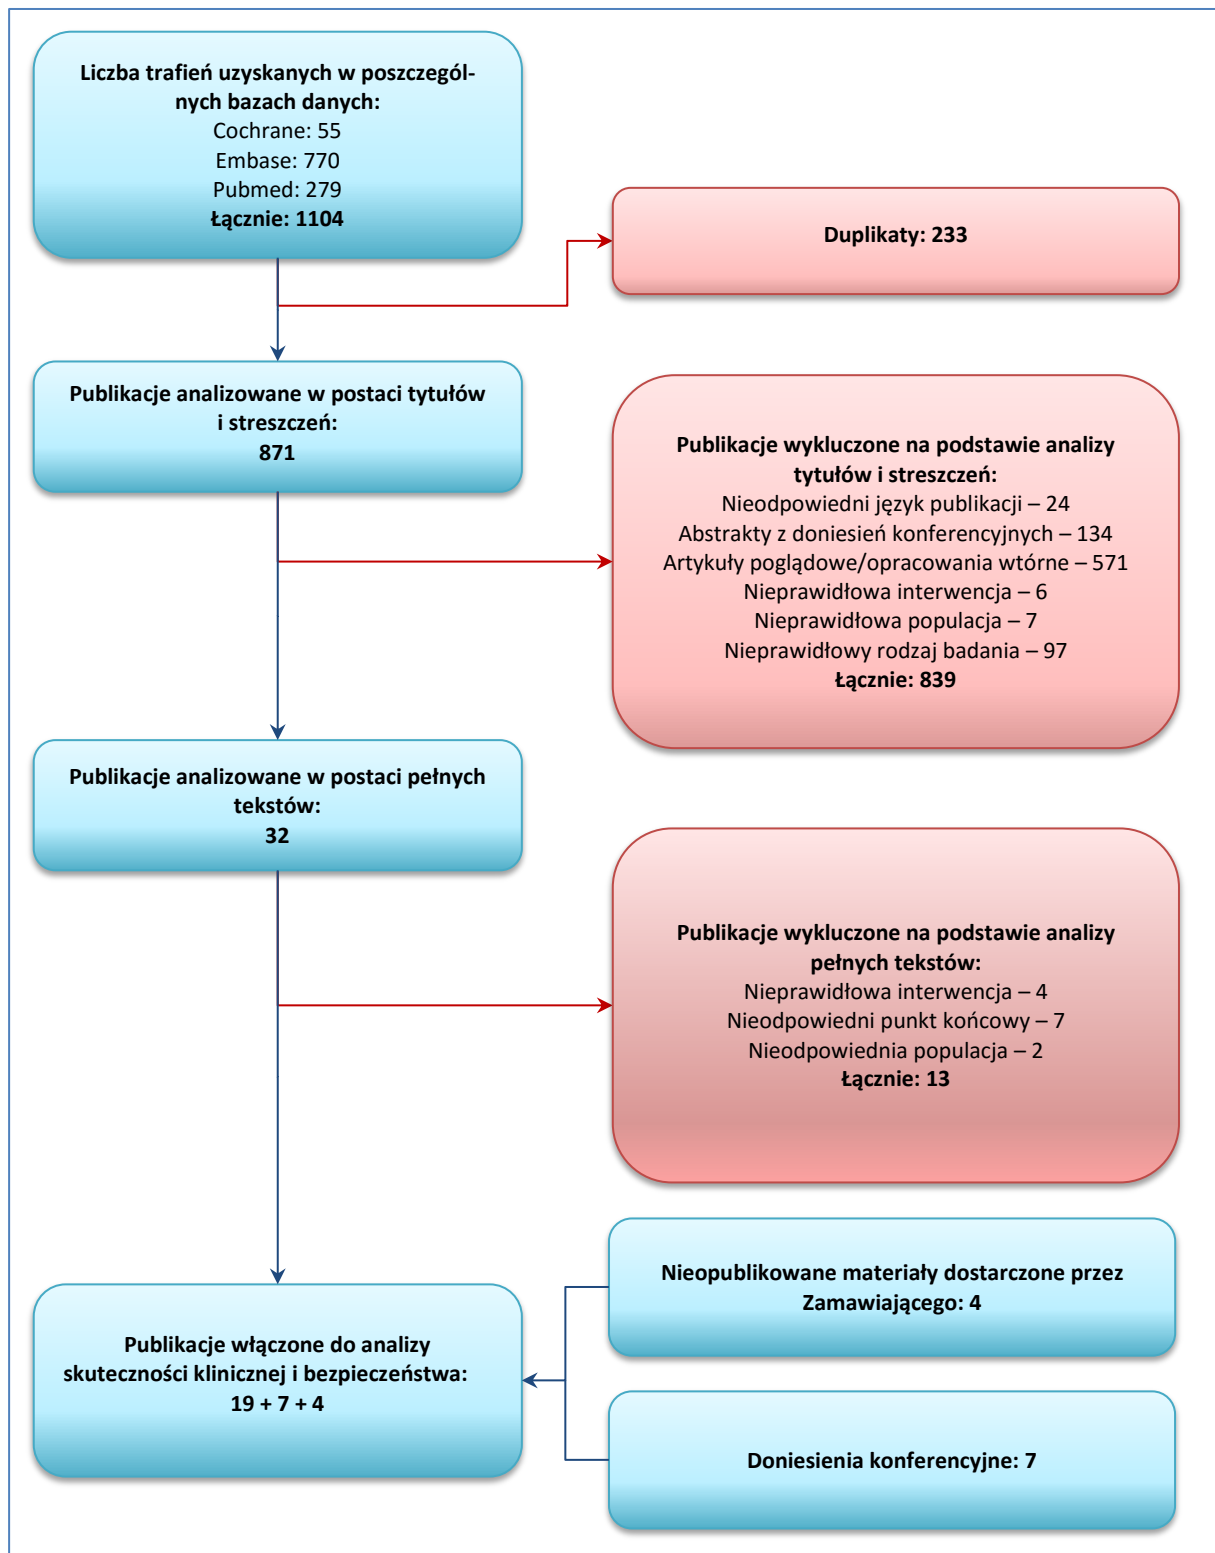 Liczba trafień uzyskanych w poszczegól-
nych bazach danych:
Cochrane: 55
Embase: 770
Pubmed: 279
Łącznie: 1104
Duplikaty: 233
Publikacje analizowane w postaci tytułów
i streszczeń:
871
Publikacje wykluczone na podstawie analizy
tytułów i streszczeń:
Nieodpowiedni język publikacji – 24
Abstrakty z doniesień konferencyjnych – 134
Artykuły poglądowe/opracowania wtórne – 571
Nieprawidłowa interwencja – 6
Nieprawidłowa populacja – 7
Nieprawidłowy rodzaj badania – 97
Łącznie: 839
Publikacje analizowane w postaci pełnych
tekstów:
32
Publikacje wykluczone na podstawie analizy
pełnych tekstów:
Nieprawidłowa interwencja – 4
Nieodpowiedni punkt końcowy – 7
Nieodpowiednia populacja – 2
Łącznie: 13
Nieopublikowane materiały dostarczone przez
Zamawiającego: 4
Publikacje włączone do analizy
skuteczności klinicznej i bezpieczeństwa:
19 + 7 + 4
Doniesienia konferencyjne: 7